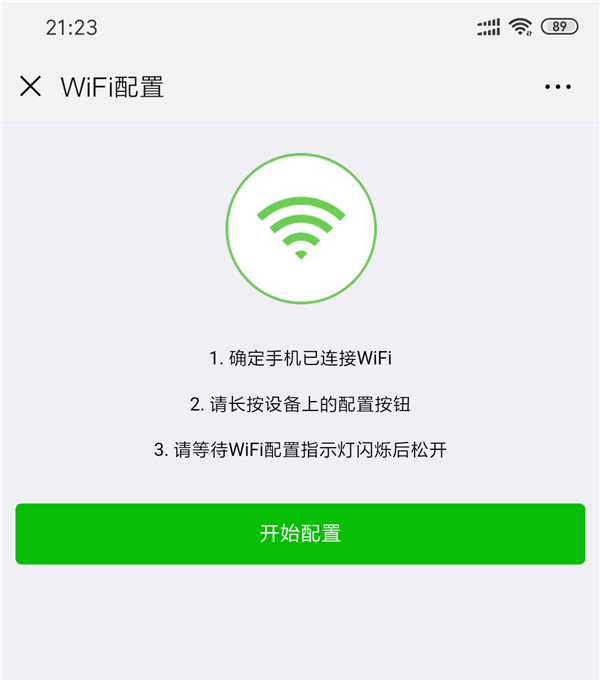 21:23
89
WiFi配置
1. 确定手机已连接WiFi
2. 请长按设备上的配置按钮
3. 请等待WiFi配置指示灯闪烁后松开
开始配置